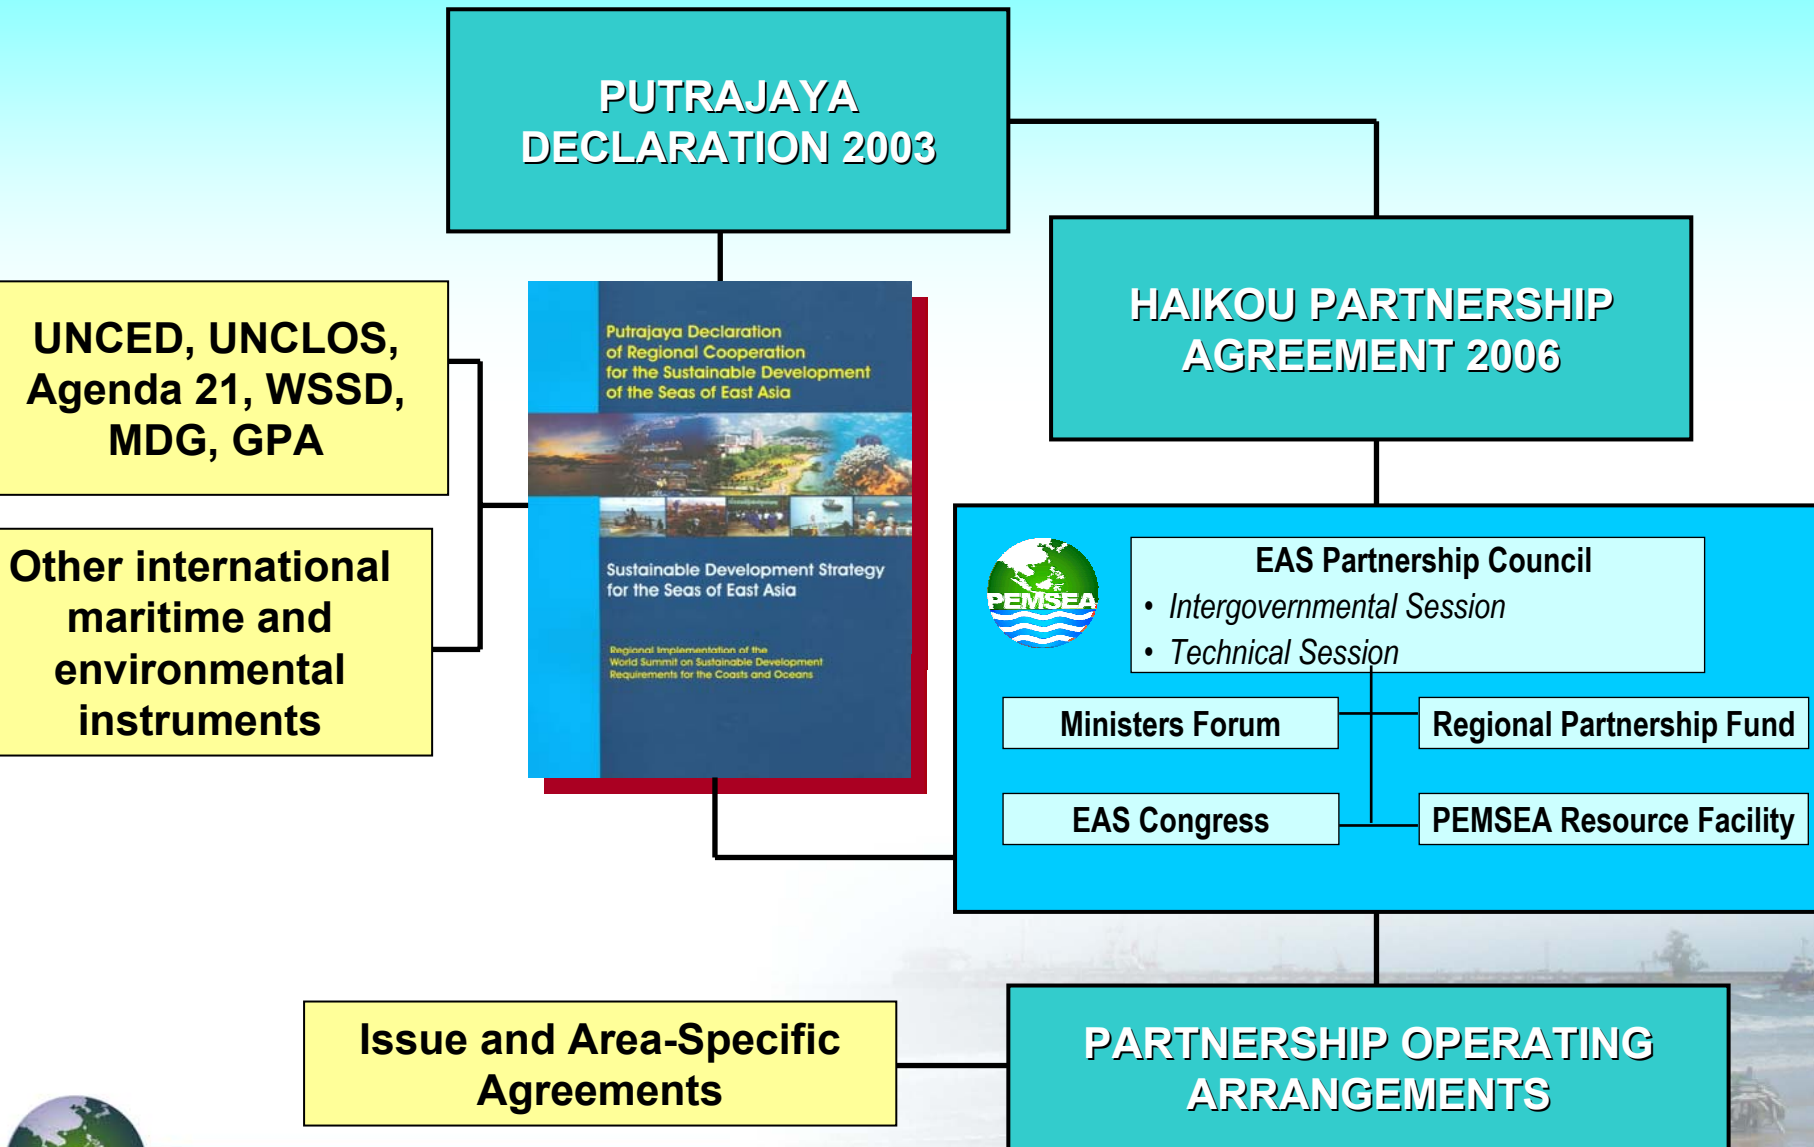 PUTRAJAYA
DECLARATION 2003
HAIKOU PARTNERSHIP
AGREEMENT 2006
UNCED, UNCLOS,
Agenda 21, WSSD,
MDG, GPA
Other international
maritime and
environmental
instruments
Putrajaya Declaration
of Regional Cooperation
for the Sustainable Development
of the Seas of East Asia
Sustainable Development Strategy
for the Seas of East Asia
Regional Implementation of the
World Summit on Sustainable Development
Requirements for the Coasts and Oceans
PEMSEA
EAS Partnership Council
• Intergovernmental Session
• Technical Session
Ministers Forum
Regional Partnership Fund
EAS Congress
PEMSEA Resource Facility
Issue and Area-Specific
Agreements
PARTNERSHIP OPERATING
ARRANGEMENTS